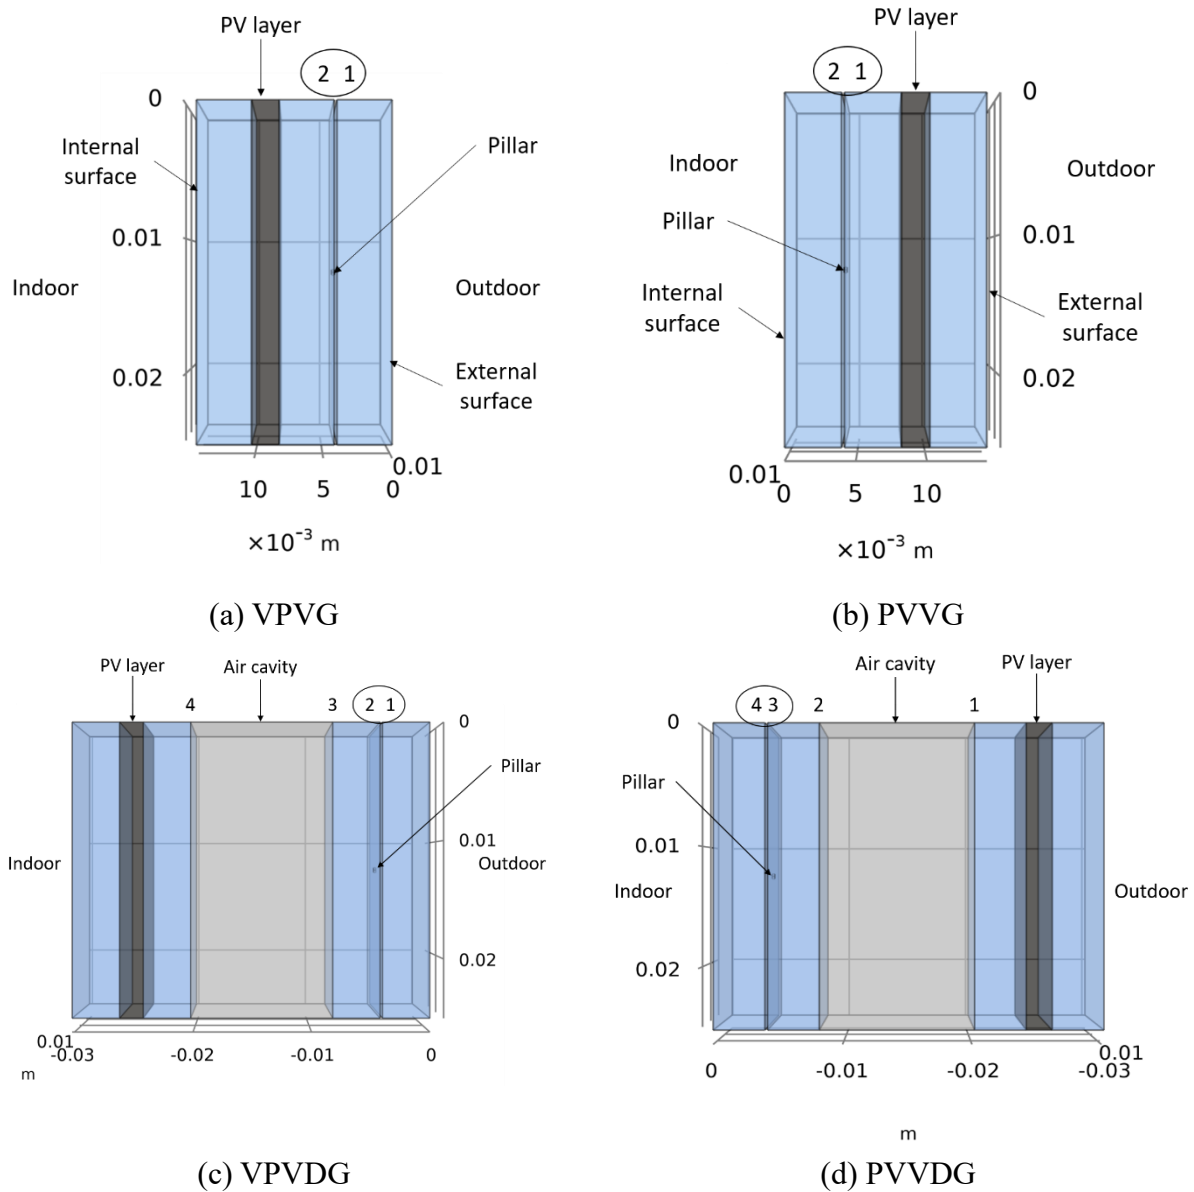 PV layer
2 1
0
Internal
surface
Pillar
0.01
Indoor
Outdoor
0.02
External
surface
0.01
10 5 0
×10⁻³ m
(a) VPVG
PV layer
2 1
0
Indoor
Outdoor
Pillar
0.01
Internal
surface
External
surface
0.02
0.01
0 5 10
×10⁻³ m
(b) PVVG
PV layer
Air cavity
4 3 2 1
0
Pillar
0.01
Indoor
Outdoor
0.02
0.01
-0.03 -0.02 -0.01 0
m
(c) VPVDG
Air cavity
PV layer
4 3 2 1
0
Pillar
0.01
Indoor
Outdoor
0.02
0.01
0 -0.01 -0.02 -0.03
m
(d) PVVDG